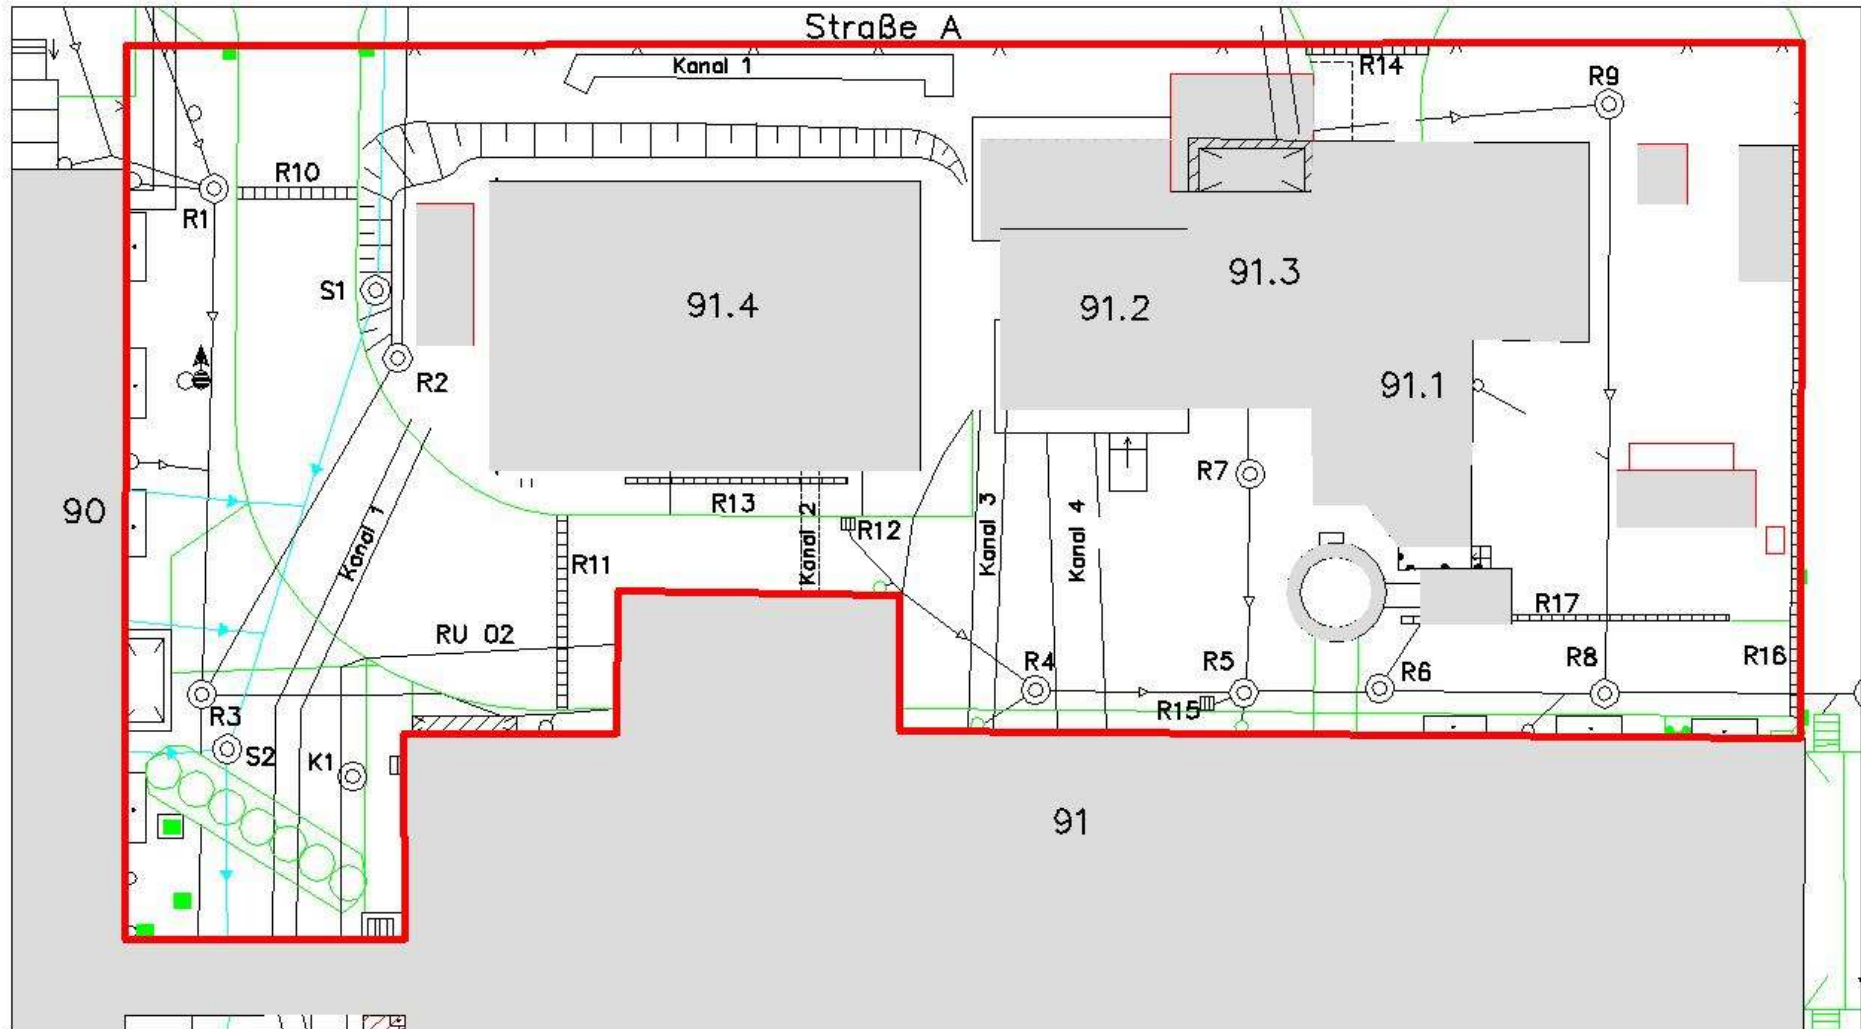 Straße A
Kanal 1
R14
R9
R10
R1
S1
91.4
91.2
91.3
R2
91.1
90
Kanal 1
R13
Kanal 2
R12
Kanal 3
Kanal 4
R7
R11
RU 02
R17
R4
R5
R6
R8
R16
R3
R15
S2
K1
91